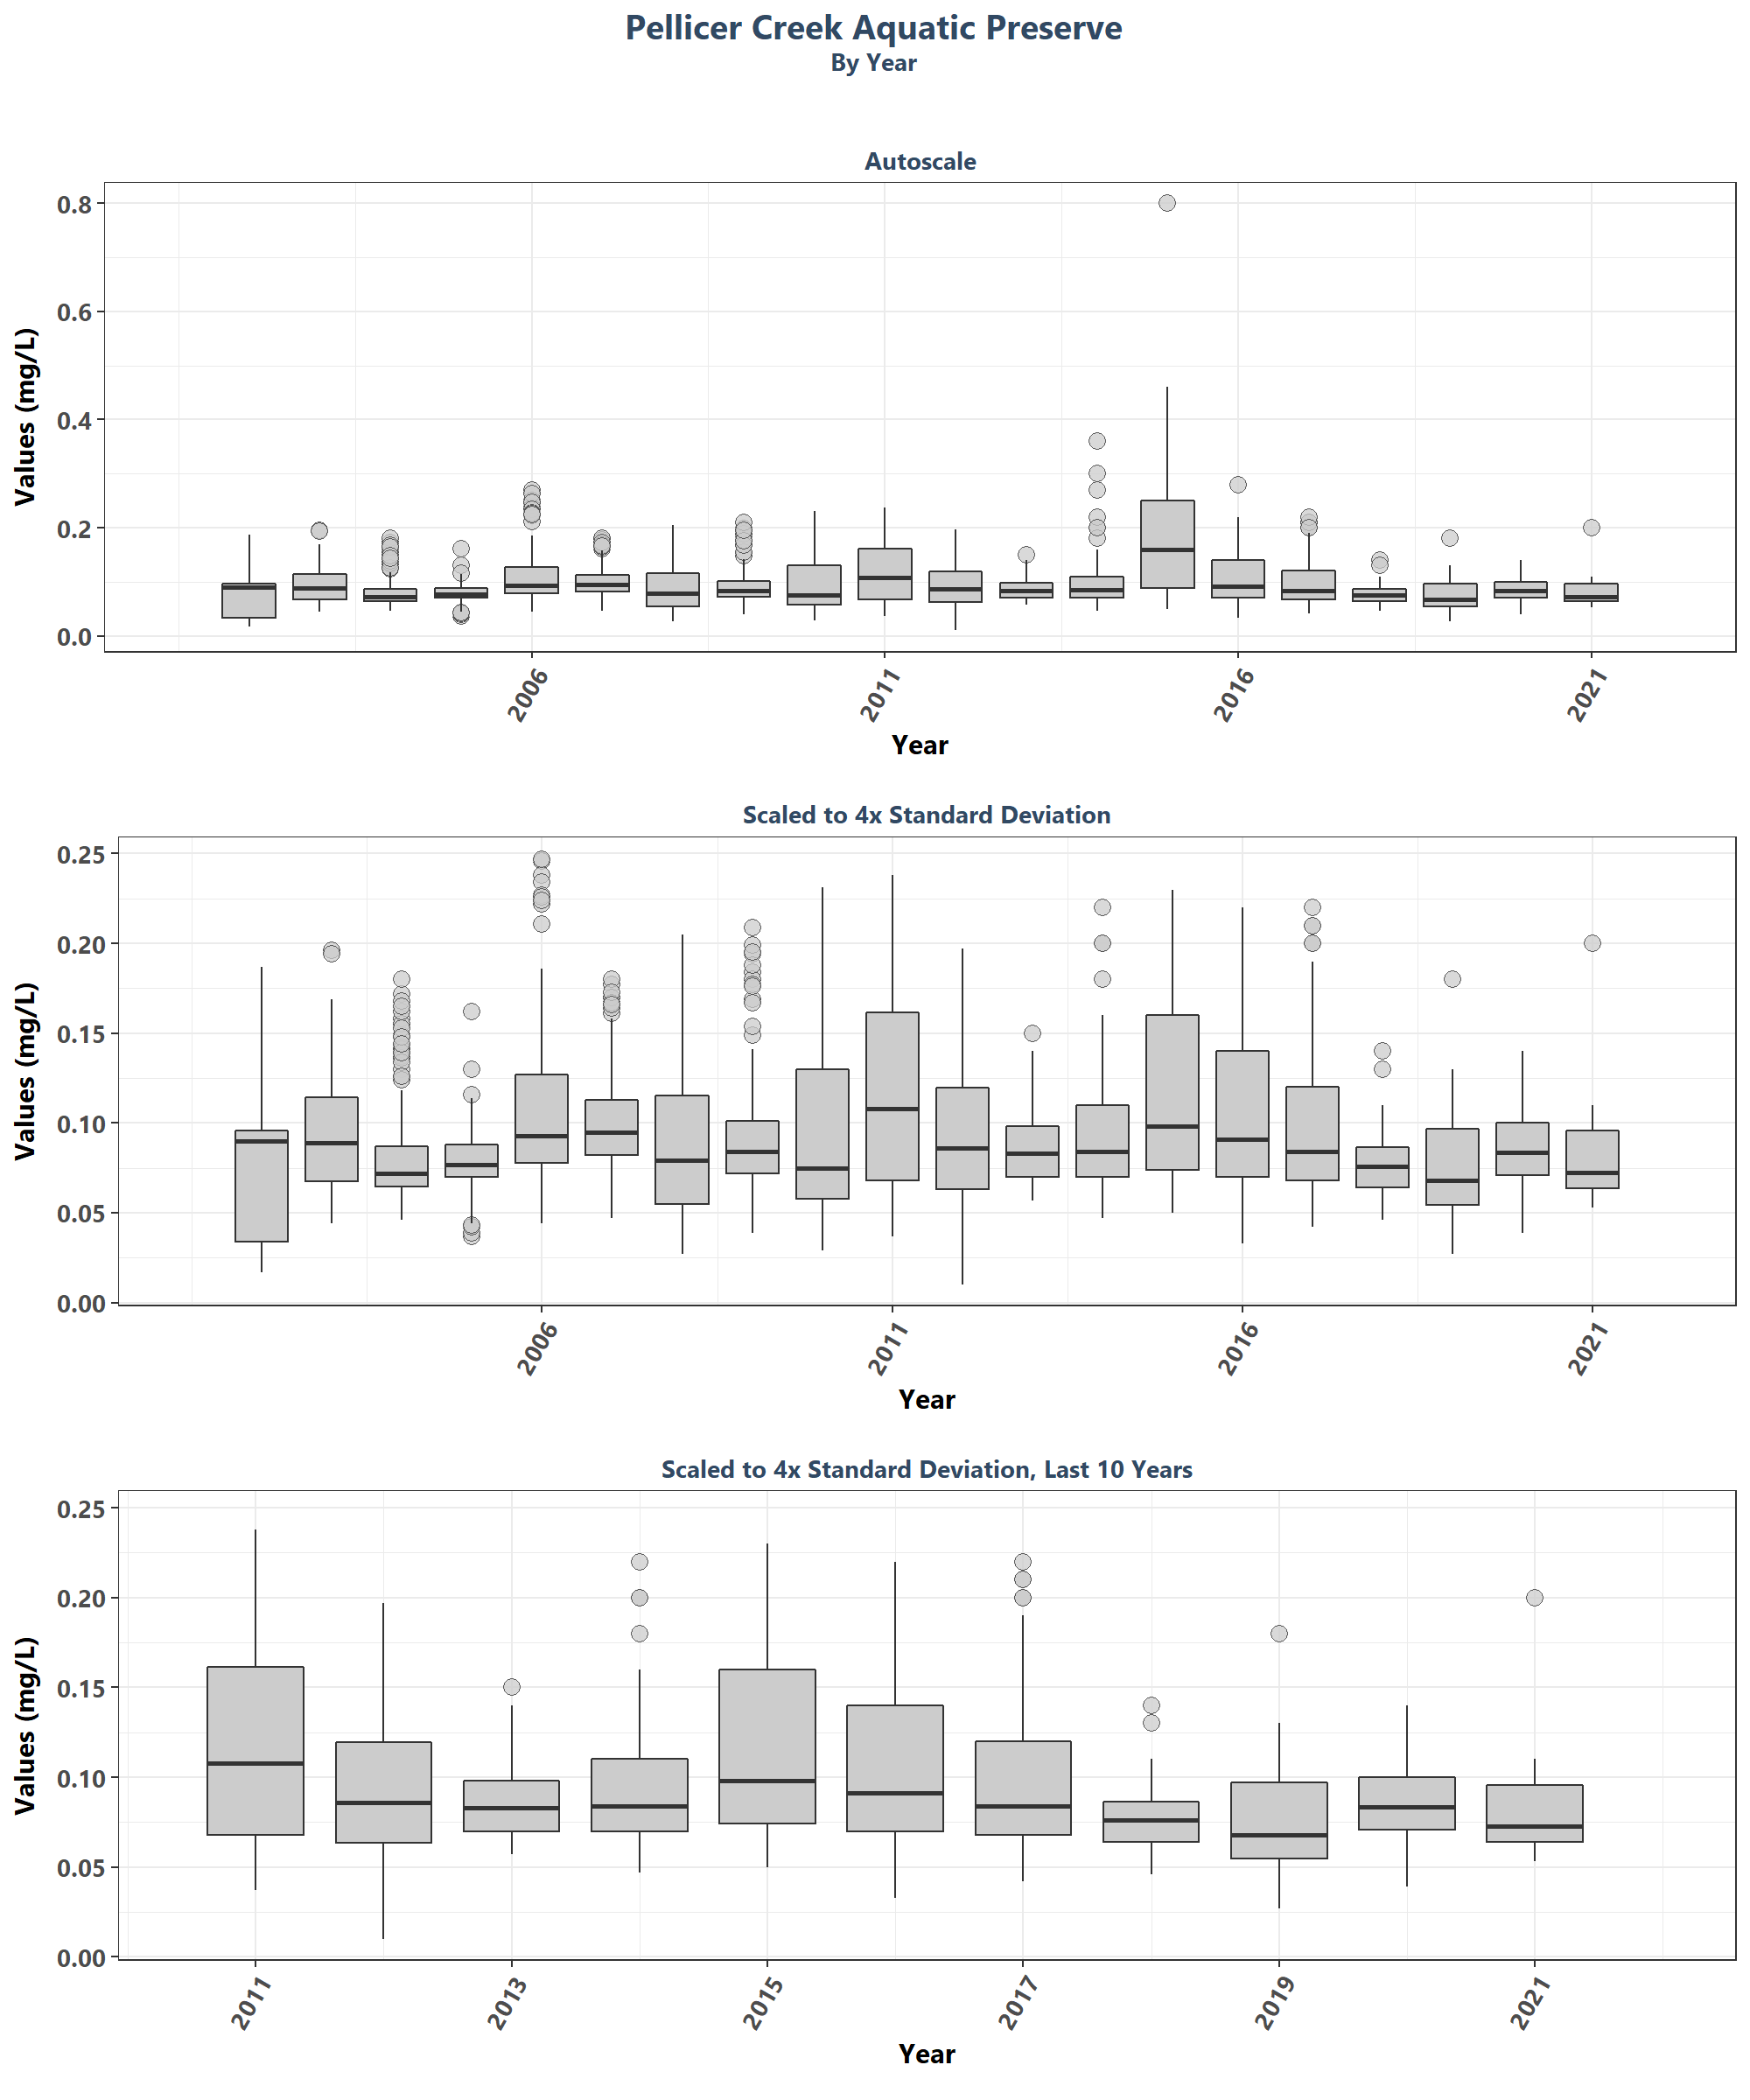 Pellicer Creek Aquatic Preserve
By Year
Autoscale
0.8
0.6
0.4
0.2
0.0
Values (mg/L)
2006
2011
2016
2021
Year
Scaled to 4x Standard Deviation
0.25
0.20
0.15
0.10
0.05
0.00
Values (mg/L)
2006
2011
2016
2021
Year
Scaled to 4x Standard Deviation, Last 10 Years
0.25
0.20
0.15
0.10
0.05
0.00
Values (mg/L)
2011
2013
2015
2017
2019
2021
Year